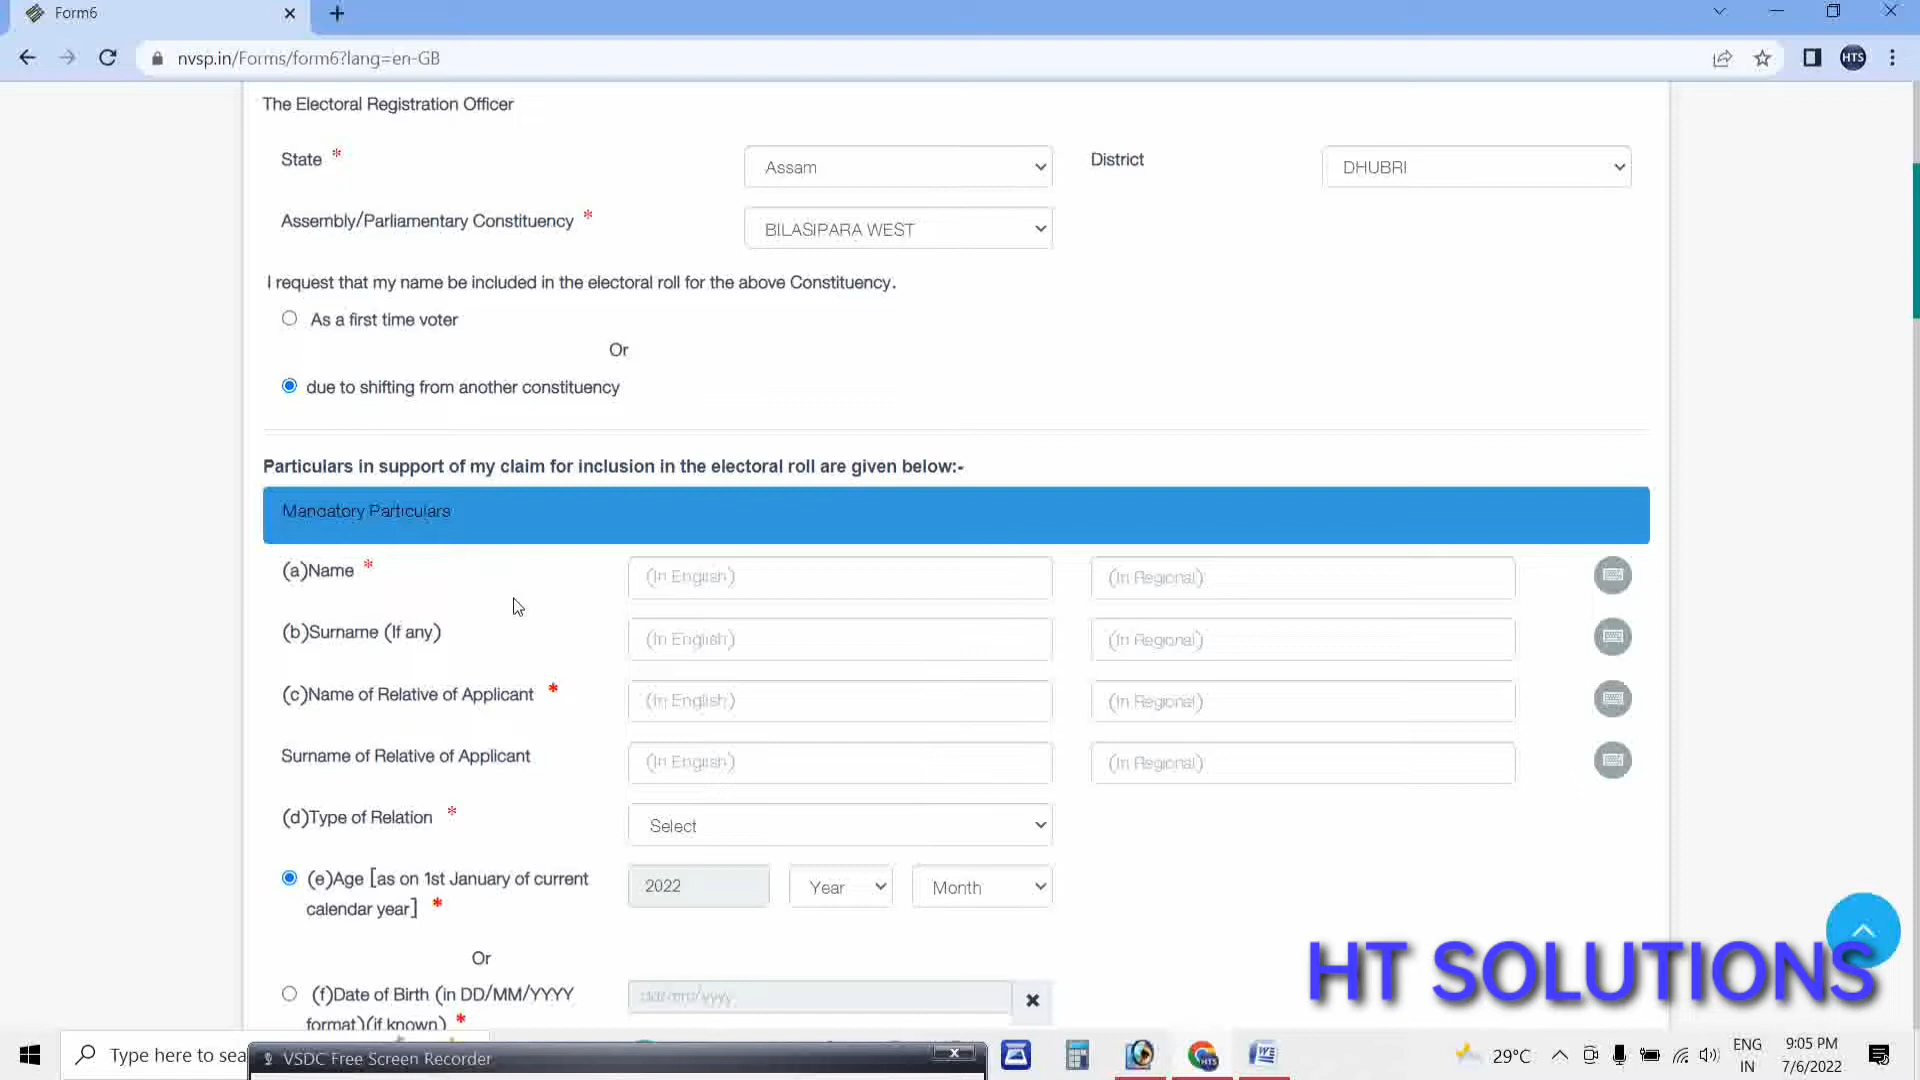 Form6
nvsp.in/Forms/form6?lang=en-GB
HTS
The Electoral Registration Officer
State * Assam District DHUBRI
Assembly/Parliamentary Constituency * BILASIPARA WEST
I request that my name be included in the electoral roll for the above Constituency.
As a first time voter
Or
due to shifting from another constituency
Particulars in support of my claim for inclusion in the electoral roll are given below:-
Mandatory Particulars
(a)Name * (In English) (In Regional)
(b)Surname (If any) (In English) (In Regional)
(c)Name of Relative of Applicant * (In English) (In Regional)
Surname of Relative of Applicant (In English) (In Regional)
(d)Type of Relation * Select
(e)Age [as on 1st January of current 2022 Year Month
calendar year] *
Or
(f)Date of Birth (in DD/MM/YYYY dd/mm/yyyy
format)(if known) *
HT SOLUTIONS
Type here to sea
VSDC Free Screen Recorder
HTS
29°C
ENG
IN
9:05 PM
7/6/2022